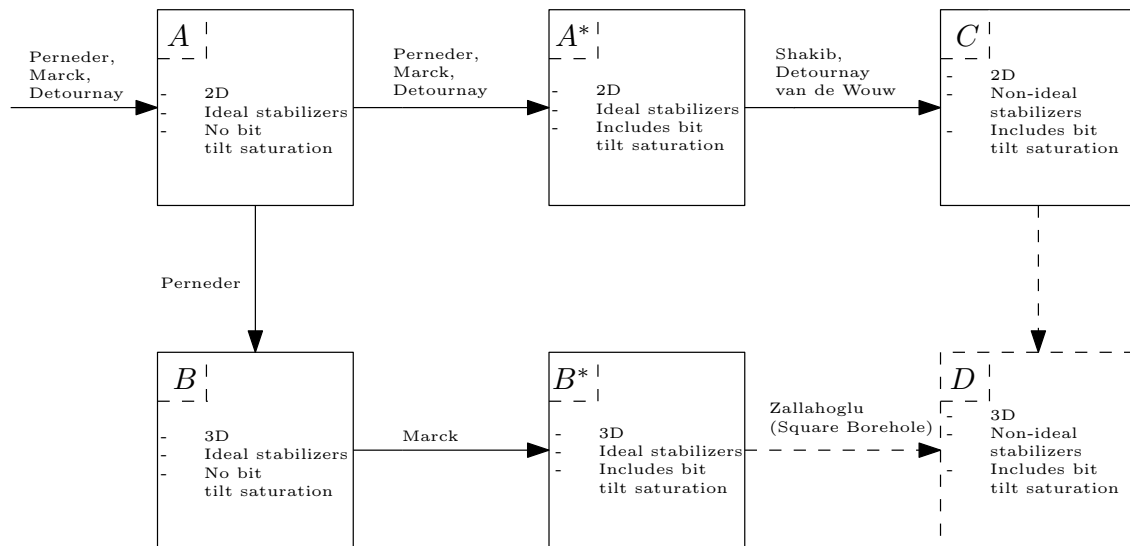 A
Perneder,
Marck,
Detournay
- 2D
- Ideal stabilizers
- No bit
tilt saturation
Perneder,
Marck,
Detournay
A*
- 2D
- Ideal stabilizers
- Includes bit
tilt saturation
Shakib,
Detournay
van de Wouw
C
- 2D
- Non-ideal
stabilizers
- Includes bit
tilt saturation
Perneder
B
- 3D
- Ideal stabilizers
- No bit
tilt saturation
Marck
B*
- 3D
- Ideal stabilizers
- Includes bit
tilt saturation
Zallahoglu
(Square Borehole)
D
- 3D
- Non-ideal
stabilizers
- Includes bit
tilt saturation